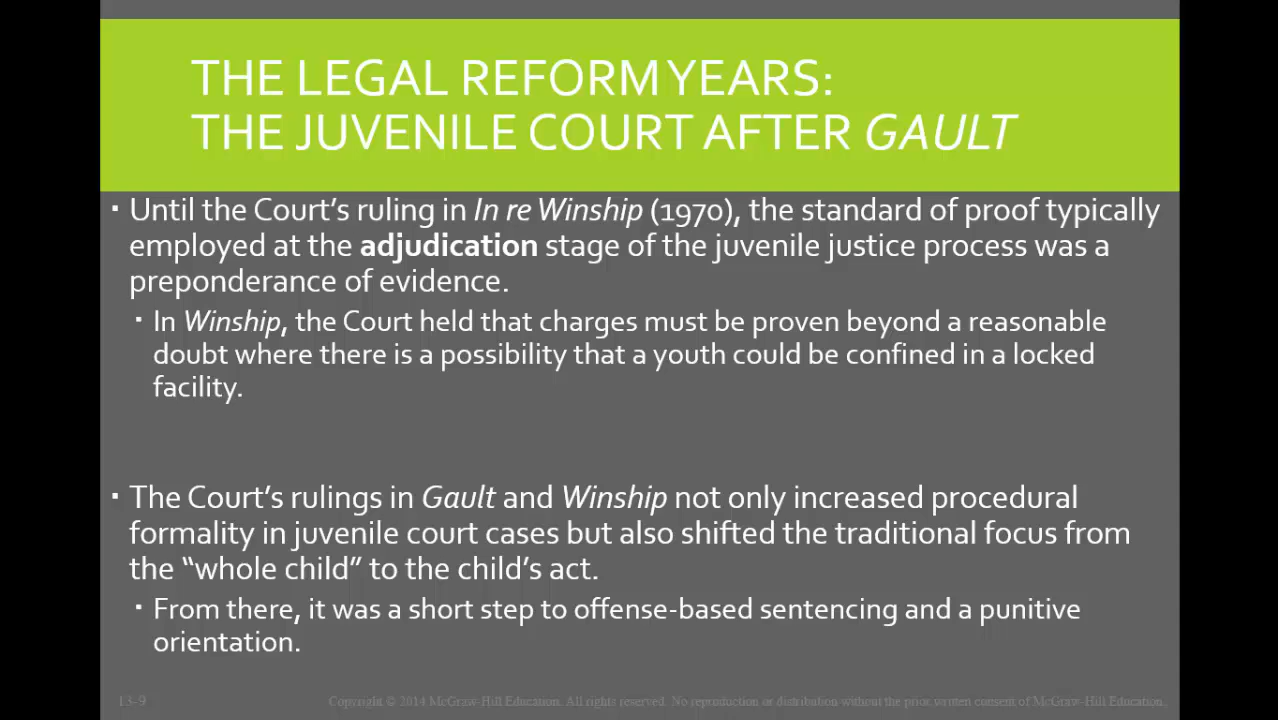 THE LEGAL REFORM YEARS:
THE JUVENILE COURT AFTER GAULT
▪ Until the Court’s ruling in In re Winship (1970), the standard of proof typically
employed at the adjudication stage of the juvenile justice process was a
preponderance of evidence.
▪ In Winship, the Court held that charges must be proven beyond a reasonable
doubt where there is a possibility that a youth could be confined in a locked
facility.
▪ The Court’s rulings in Gault and Winship not only increased procedural
formality in juvenile court cases but also shifted the traditional focus from
the “whole child” to the child’s act.
▪ From there, it was a short step to offense-based sentencing and a punitive
orientation.
13-9 Copyright © 2014 McGraw-Hill Education. All rights reserved. No reproduction or distribution without the prior written consent of McGraw-Hill Education.